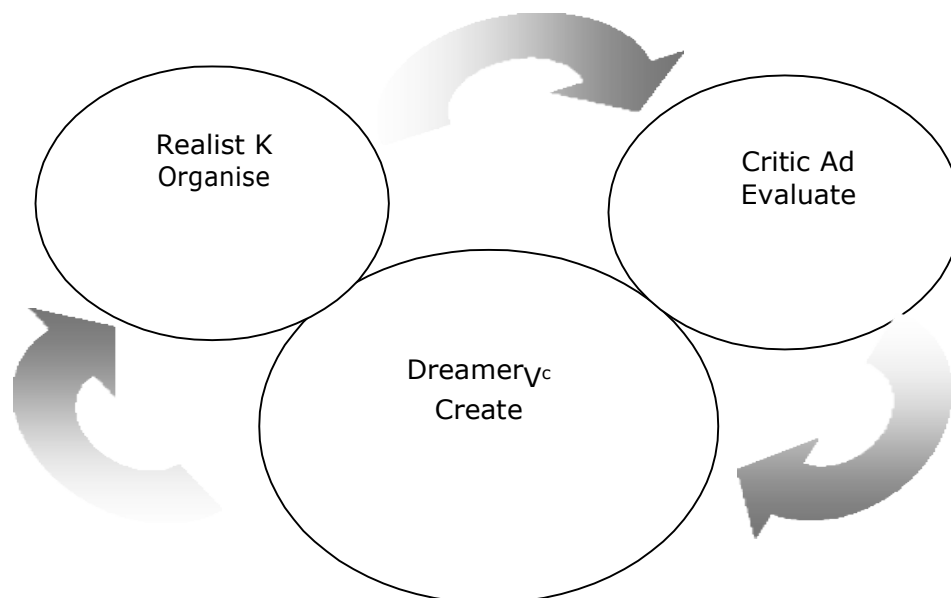 Realist K
Organise
Critic Ad
Evaluate
DreamerVc
Create